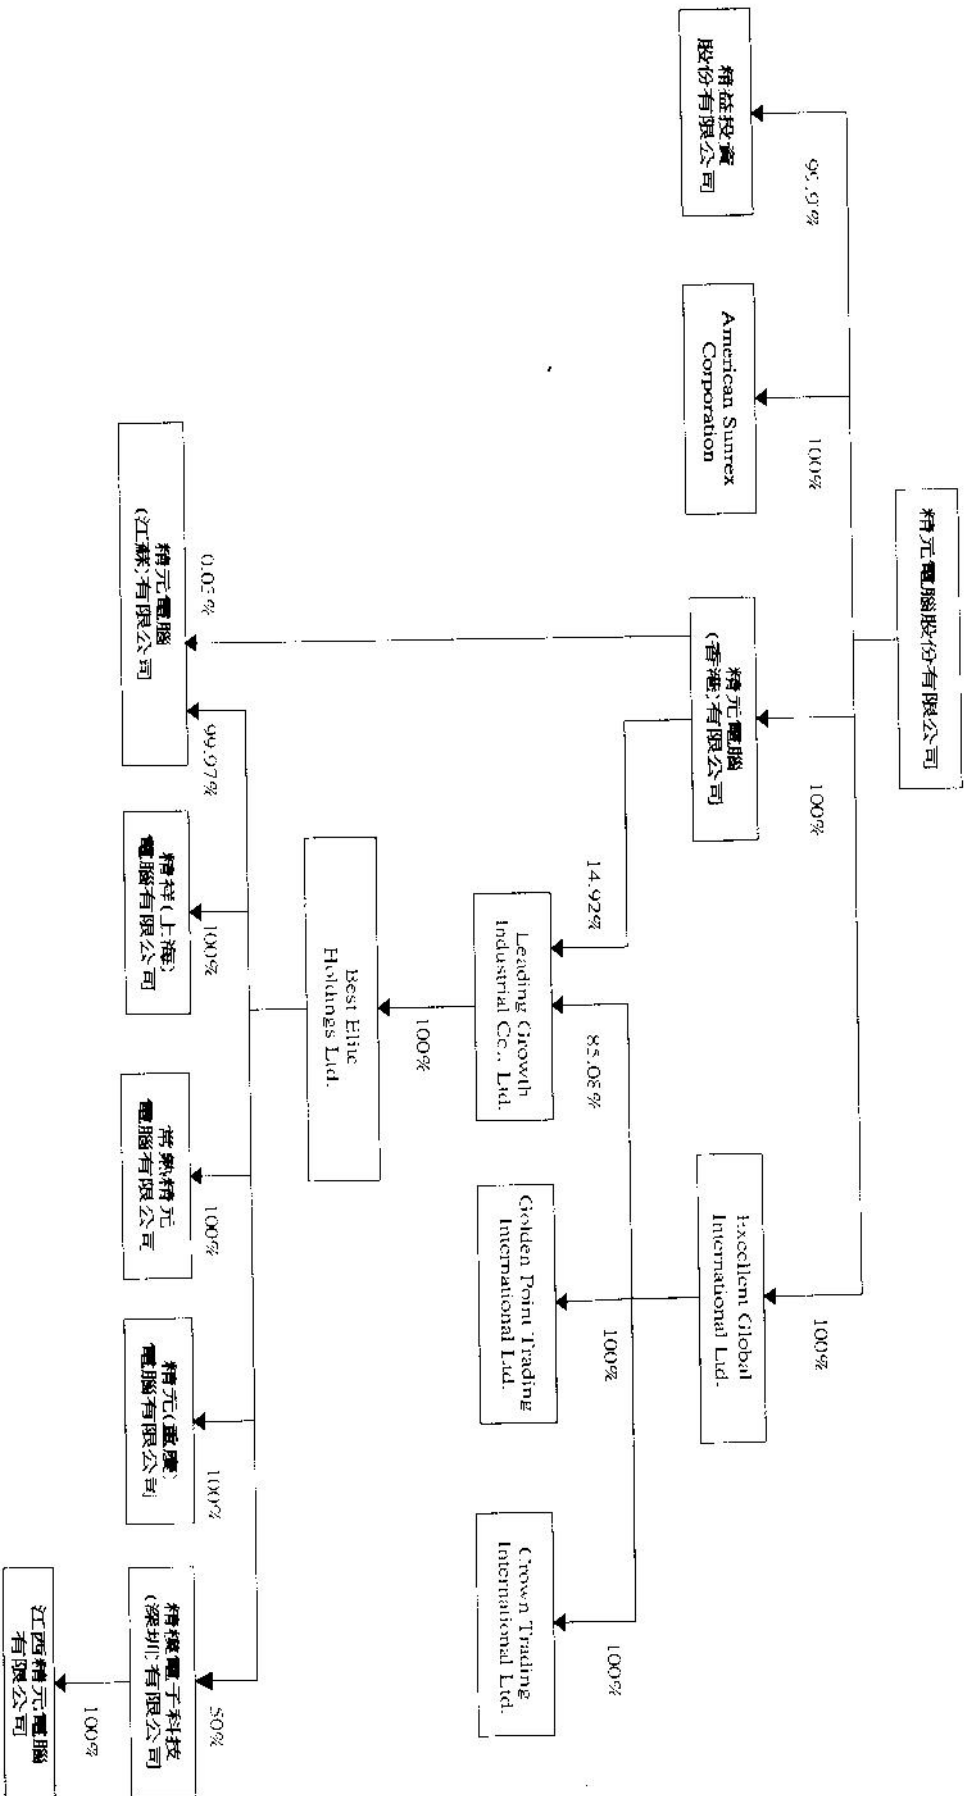 精元電腦股份有限公司
99.9%
100%
100%
100%
精益投資
股份有限公司
American Sunrex
Corporation
精元電腦
(香港)有限公司
Excellent Global
International Ltd.
14.92%
85.08%
100%
100%
Leading Growth
Industrial Co., Ltd.
Golden Point Trading
International Ltd.
Crown Trading
International Ltd.
100%
Best Elite
Holdings Ltd.
0.03%
99.97%
100%
100%
100%
50%
精元電腦
(江蘇)有限公司
精祥(上海)
電腦有限公司
常熟精元
電腦有限公司
精元(重慶)
電腦有限公司
精模電子科技
(深圳)有限公司
100%
江西精元電腦
有限公司